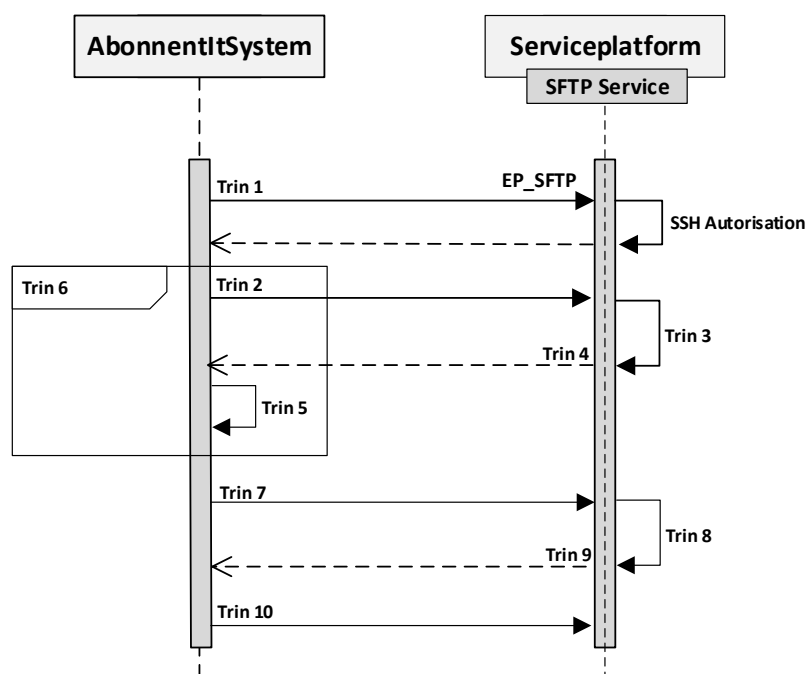 AbonnentItSystem
Serviceplatform
SFTP Service
Trin 1
EP_SFTP
SSH Autorisation
Trin 6
Trin 2
Trin 3
Trin 4
Trin 5
Trin 7
Trin 8
Trin 9
Trin 10